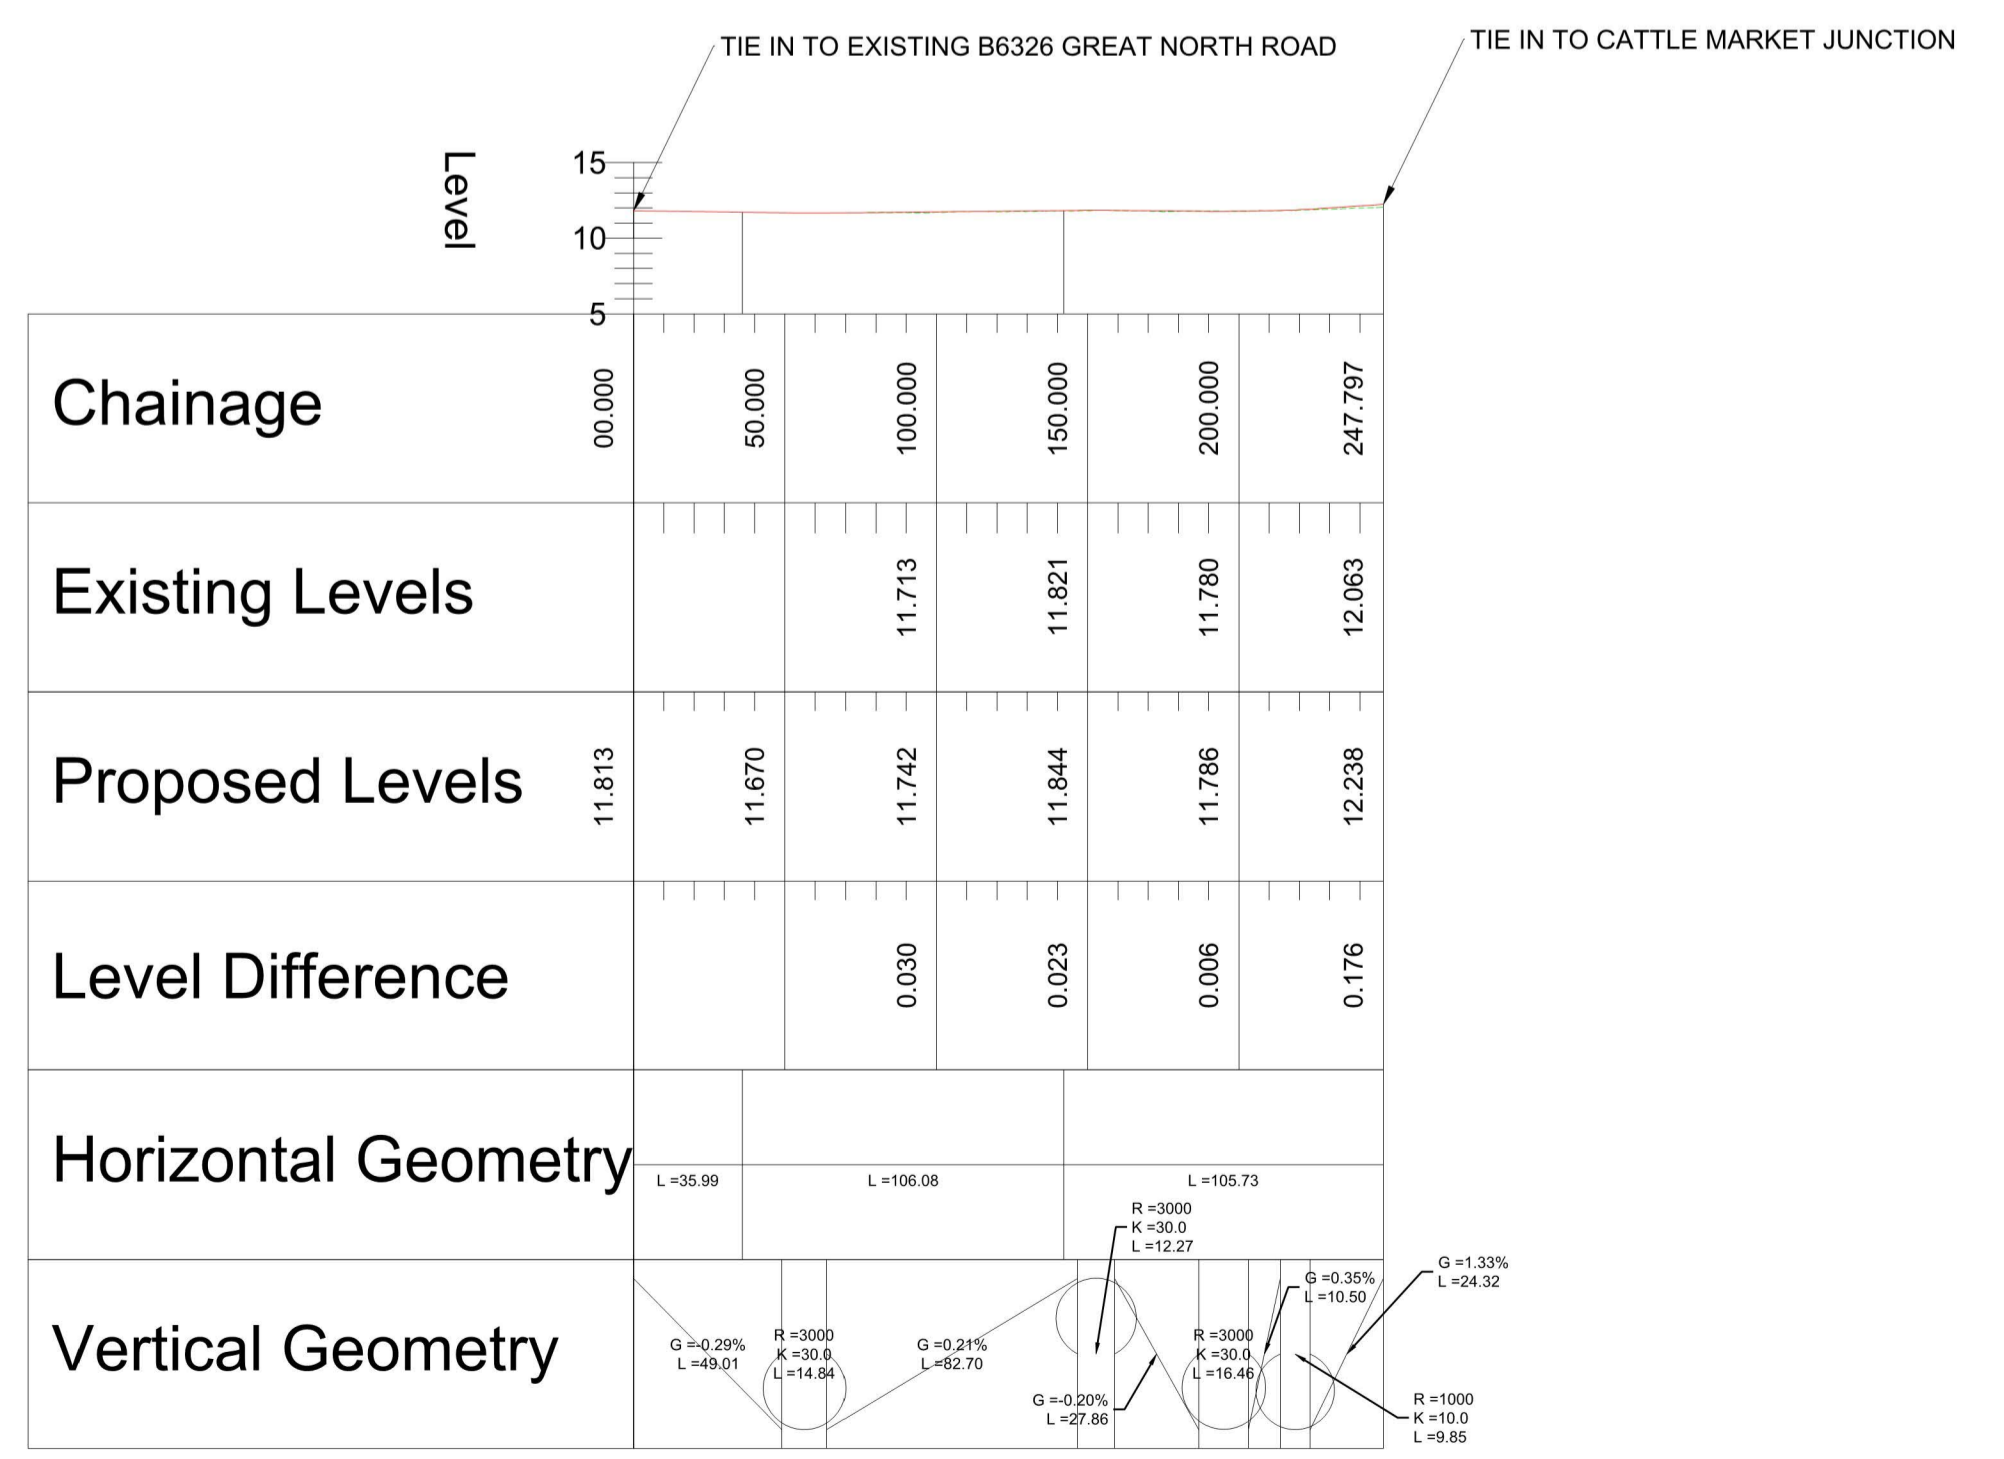 TIE IN TO EXISTING B6326 GREAT NORTH ROAD
TIE IN TO CATTLE MARKET JUNCTION
Level
15
10
5
Chainage
00.000
50.000
100.000
150.000
200.000
247.797
Existing Levels
11.713
11.821
11.780
12.063
Proposed Levels
11.813
11.670
11.742
11.844
11.786
12.238
Level Difference
0.030
0.023
0.006
0.176
Horizontal Geometry
L =35.99
L =106.08
L =105.73
Vertical Geometry
G =-0.29%
L =49.01
R =3000
K =30.0
L =14.84
G =0.21%
L =82.70
R =3000
K =30.0
L =12.27
G =-0.20%
L =27.86
R =3000
K =30.0
L =16.46
G =0.35%
L =10.50
R =1000
K =10.0
L =9.85
G =1.33%
L =24.32